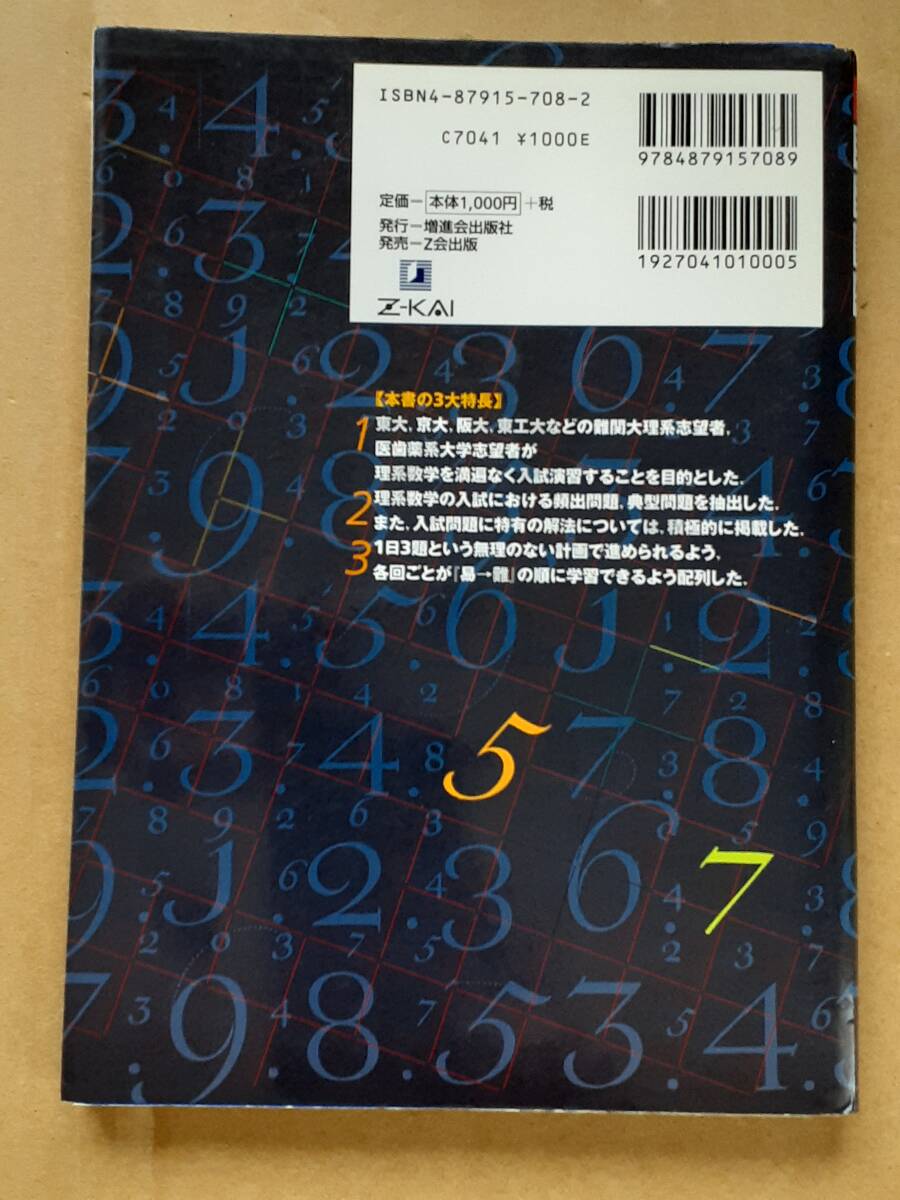 ISBN4-87915-708-2
C7041 ¥1000E
9784879157089
定価ー本体1,000円+税
発行ー増進会出版社
発売ーZ会出版
1927041010005
Z-KAI
【本書の3大特長】
1 東大，京大，阪大，東工大などの難関大理系志望者，
医歯薬系大学志望者が
理系数学を満遍なく入試演習することを目的とした．
2 理系数学の入試における頻出問題，典型問題を抽出した．
また，入試問題に特有の解法については，積極的に掲載した．
3 1日3題という無理のない計画で進められるよう，
各回ごとが『易→難』の順に学習できるよう配列した．
5
7